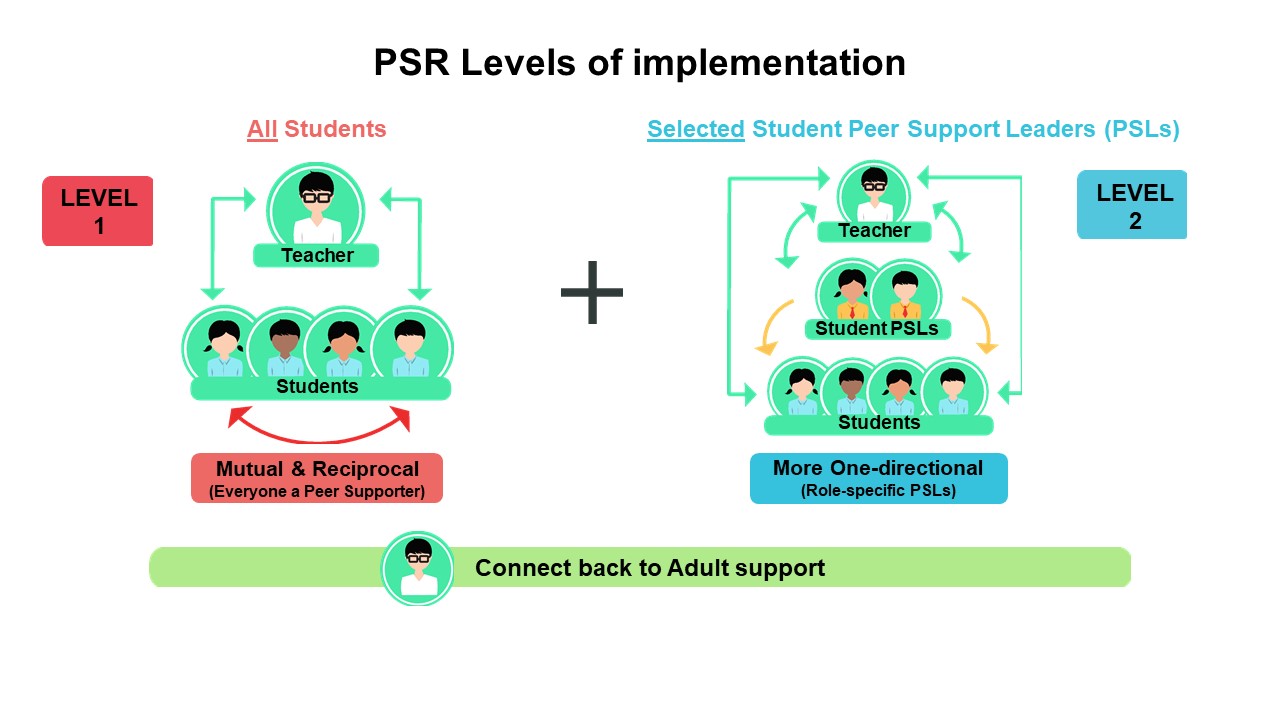 PSR Levels of implementation
All Students
Selected Student Peer Support Leaders (PSLs)
LEVEL
1
LEVEL
2
Teacher
Students
Mutual & Reciprocal
(Everyone a Peer Supporter)
Teacher
Student PSLs
Students
More One-directional
(Role-specific PSLs)
Connect back to Adult support